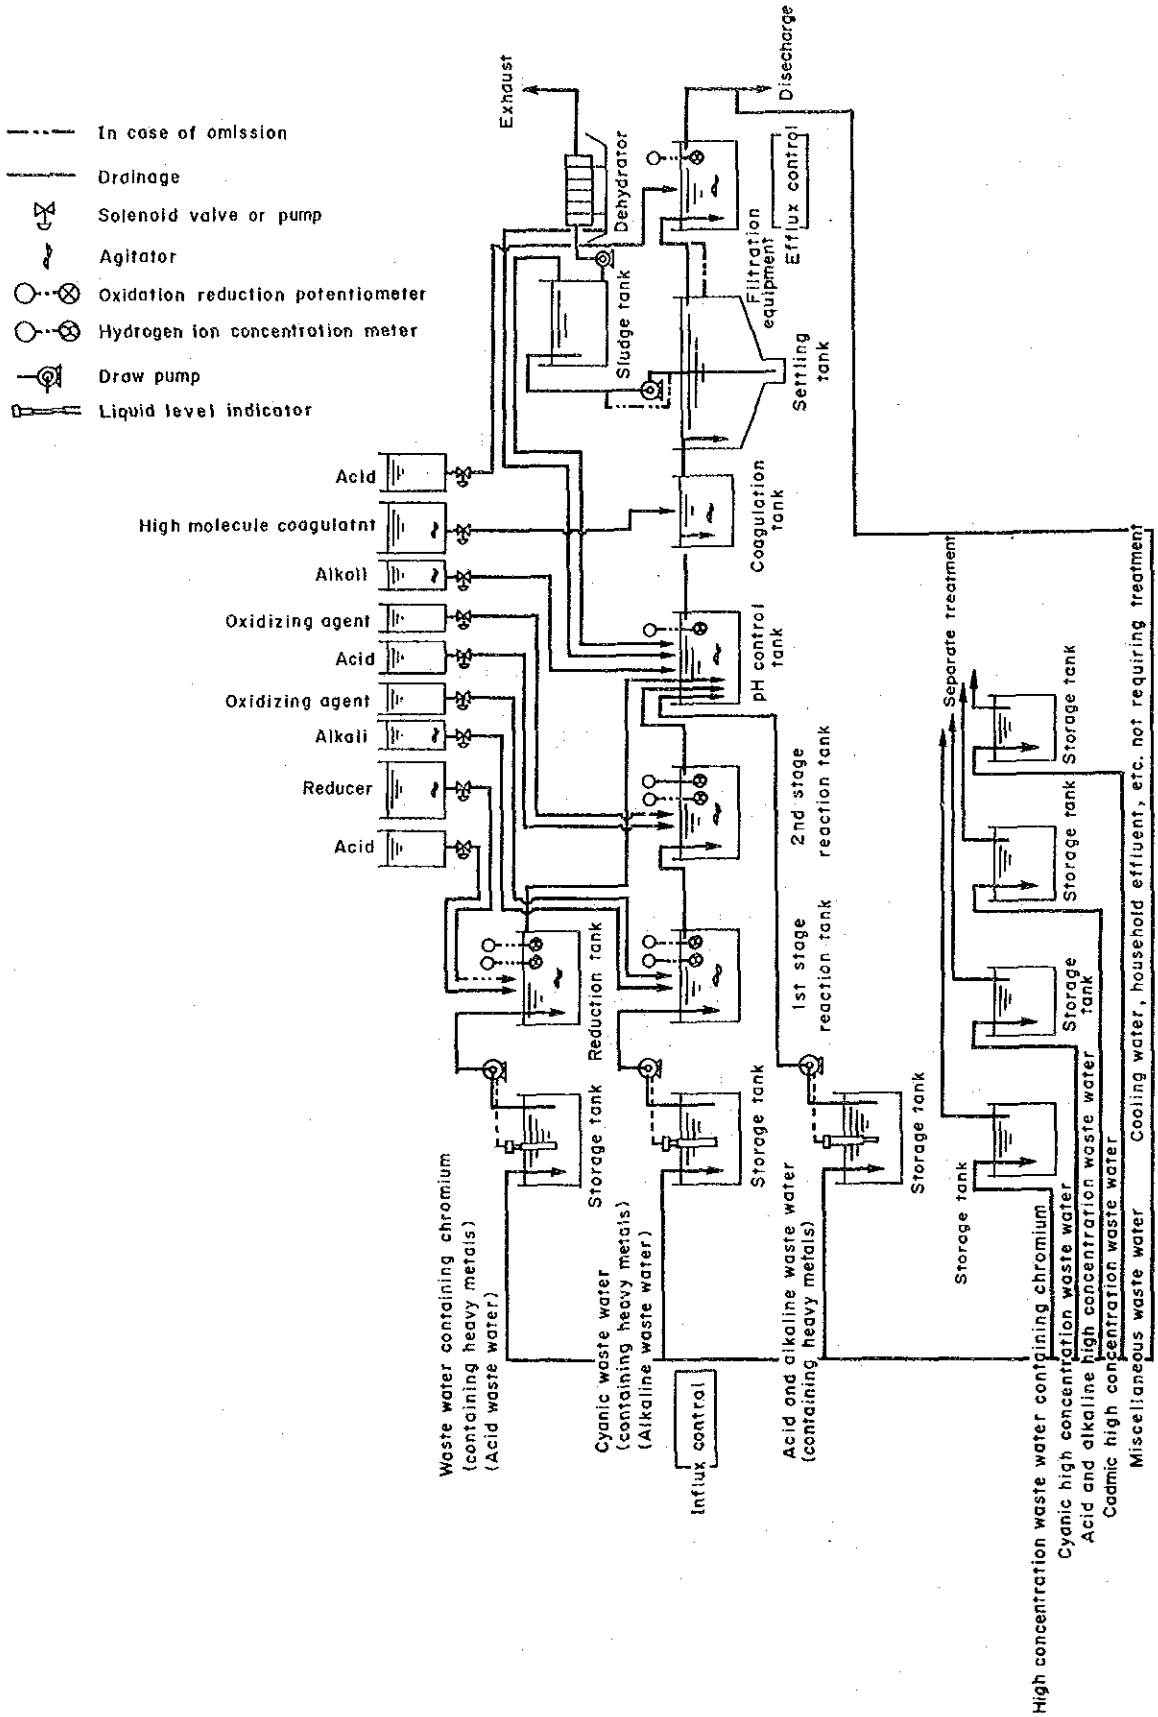 In case of omission
Drainage
Solenoid valve or pump
Agitator
Oxidation reduction potentiometer
Hydrogen ion concentration meter
Draw pump
Liquid level indicator
Exhaust
Disecharge
Dehydrator
Sludge tank
Efflux control
Filtration
equipment
Settling
tank
Acid
High molecule coagulatnt
Alkali
Oxidizing agent
Acid
Oxidizing agent
Alkali
Reducer
Acid
Coagulation
tank
pH control
tank
2nd stage
reaction tank
1st stage
reaction tank
Reduction tank
Storage tank
Storage tank
Storage tank
Separate treatment
Storage tank
Storage tank
Storage
tank
Storage tank
Waste water containing chromium
(containing heavy metals)
(Acid waste water)
Cyanic waste water
(containing heavy metals)
(Alkaline waste water)
Influx control
Acid and alkaline waste water
(containing heavy metals)
High concentration waste water containing chromium
Cyanic high concentration waste water
Acid and alkaline high concentration waste water
Cadmic high concentration waste water
Miscellaneous waste water Cooling water, household effluent, etc. not requiring treatment